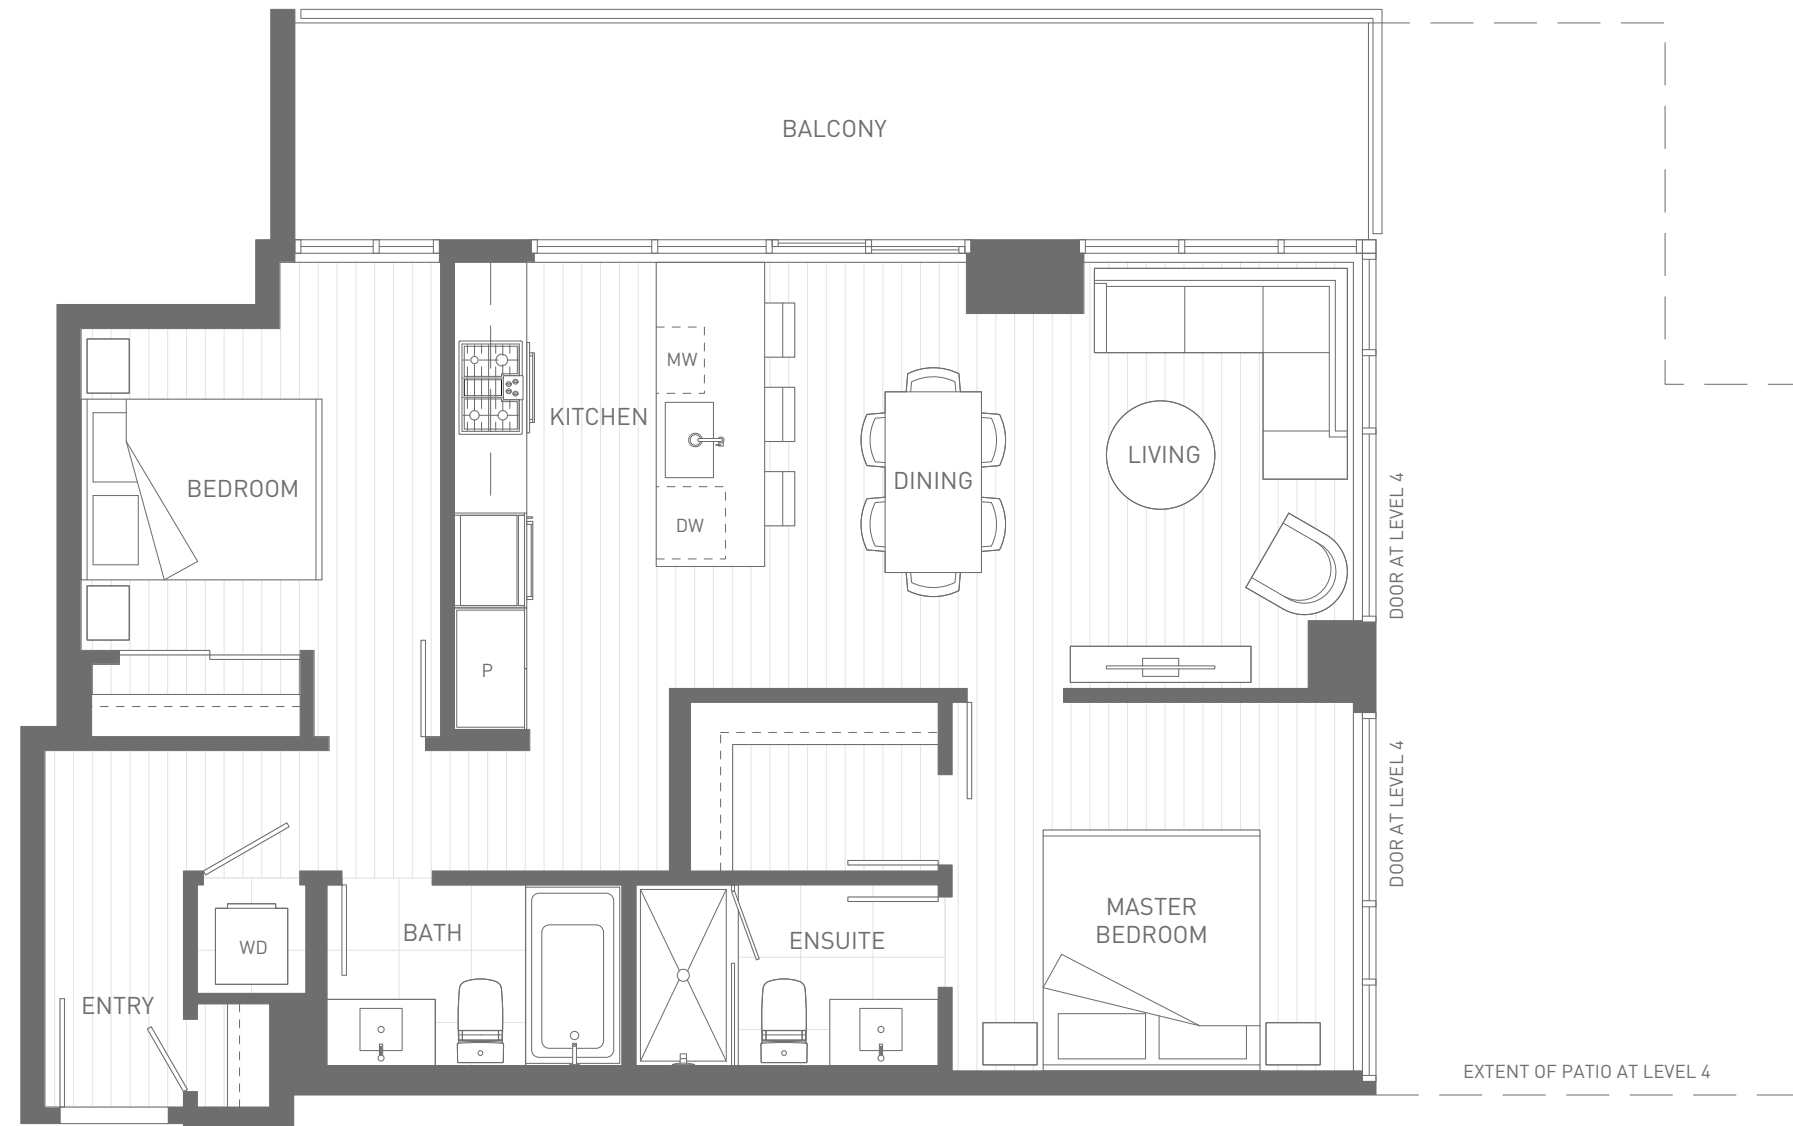 BALCONY
MW
KITCHEN
LIVING
DINING
BEDROOM
DW
DOOR AT LEVEL 4
P
DOOR AT LEVEL 4
MASTER
BEDROOM
BATH
ENSUITE
WD
ENTRY
EXTENT OF PATIO AT LEVEL 4